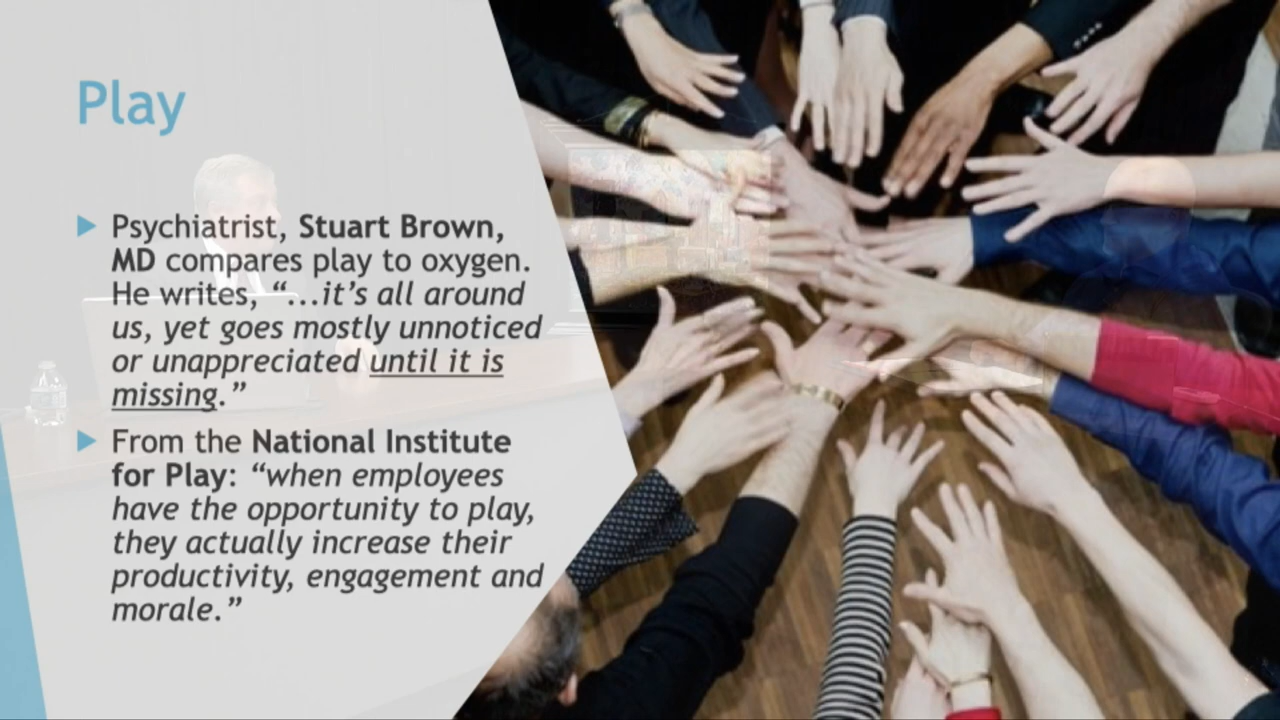 Play
Psychiatrist, Stuart Brown,
MD compares play to oxygen.
He writes, “...it’s all around
us, yet goes mostly unnoticed
or unappreciated until it is
missing.”
From the National Institute
for Play: “when employees
have the opportunity to play,
they actually increase their
productivity, engagement and
morale.”